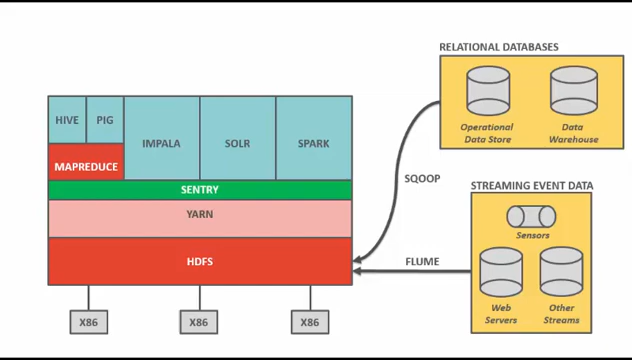 RELATIONAL DATABASES
Operational
Data Store
Data
Warehouse
HIVE
PIG
IMPALA
SOLR
SPARK
MAPREDUCE
SENTRY
YARN
HDFS
SQOOP
FLUME
STREAMING EVENT DATA
Sensors
Web
Servers
Other
Streams
X86
X86
X86